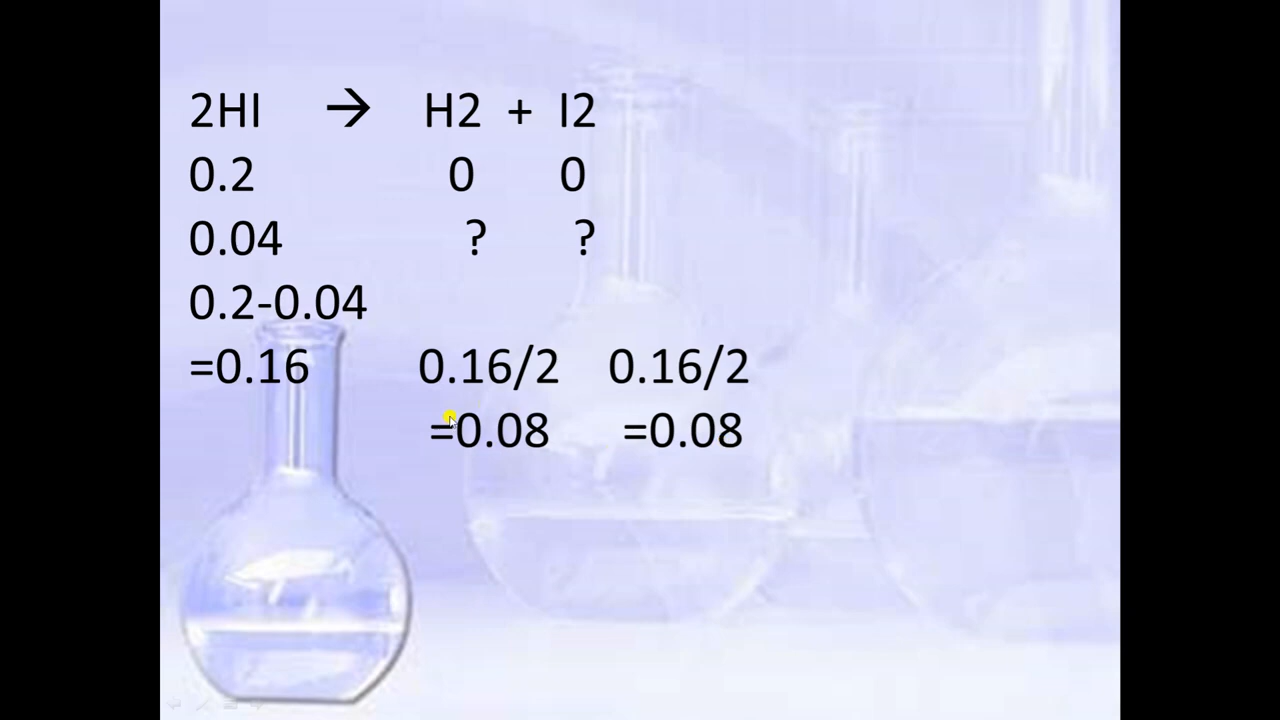 2HI → H2 + I2
0.2 0 0
0.04 ? ?
0.2-0.04
=0.16 0.16/2 0.16/2
=0.08 =0.08